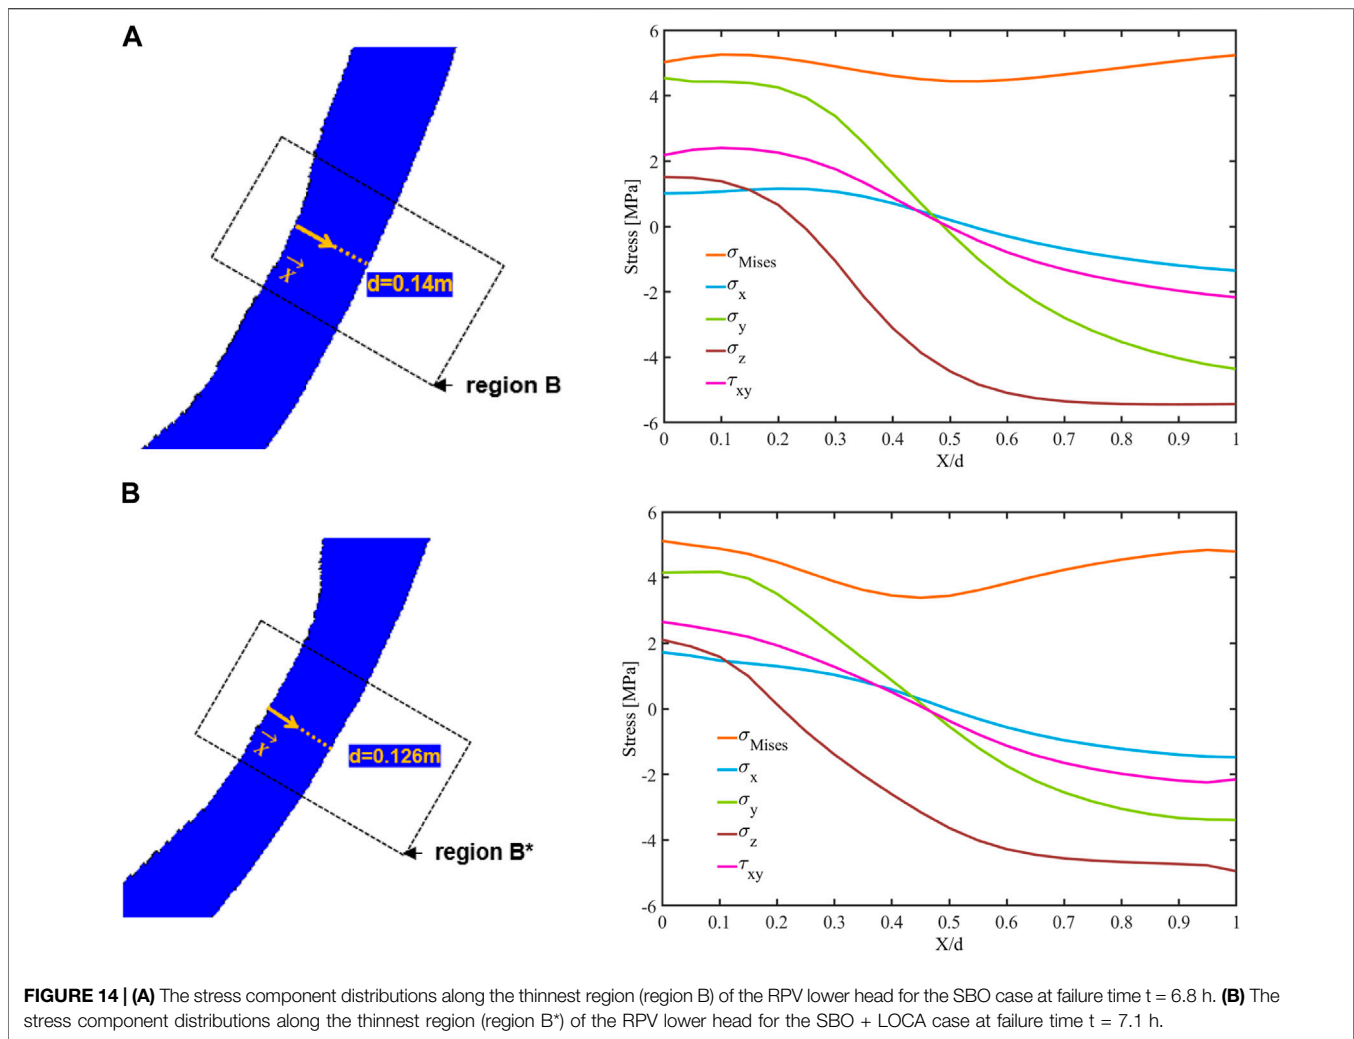 A
x
d=0.14m
region B
6
4
2
0
-2
-4
-6
Stress [MPa]
σMises
σx
σy
σz
τxy
0 0.1 0.2 0.3 0.4 0.5 0.6 0.7 0.8 0.9 1
X/d
B
x
d=0.126m
region B*
6
4
2
0
-2
-4
-6
Stress [MPa]
σMises
σx
σy
σz
τxy
0 0.1 0.2 0.3 0.4 0.5 0.6 0.7 0.8 0.9 1
X/d
FIGURE 14 | (A) The stress component distributions along the thinnest region (region B) of the RPV lower head for the SBO case at failure time t = 6.8 h. (B) The
stress component distributions along the thinnest region (region B*) of the RPV lower head for the SBO + LOCA case at failure time t = 7.1 h.